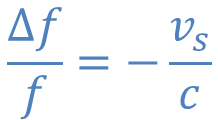 Δf/f = − v_s/c